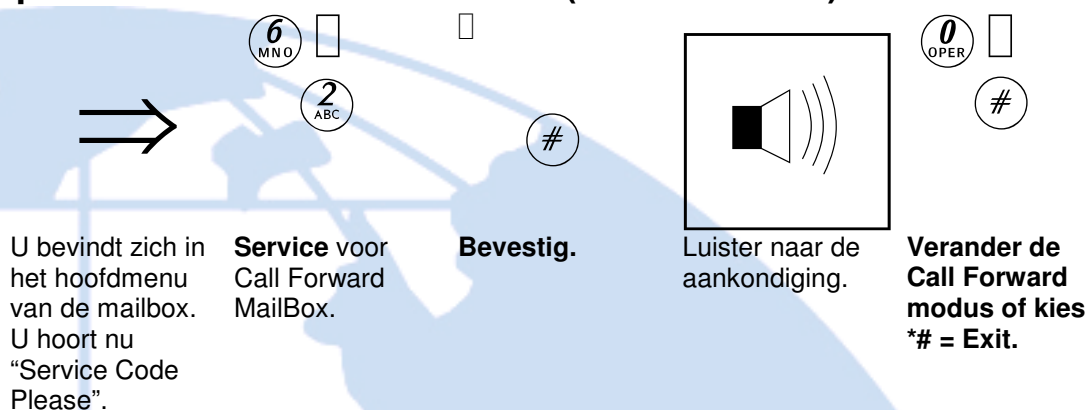 6
MNO
2
ABC
#
0
OPER
#
U bevindt zich in
het hoofdmenu
van de mailbox.
U hoort nu
“Service Code
Please”.
Service voor
Call Forward
MailBox.
Bevestig.
Luister naar de
aankondiging.
Verander de
Call Forward
modus of kies
*# = Exit.